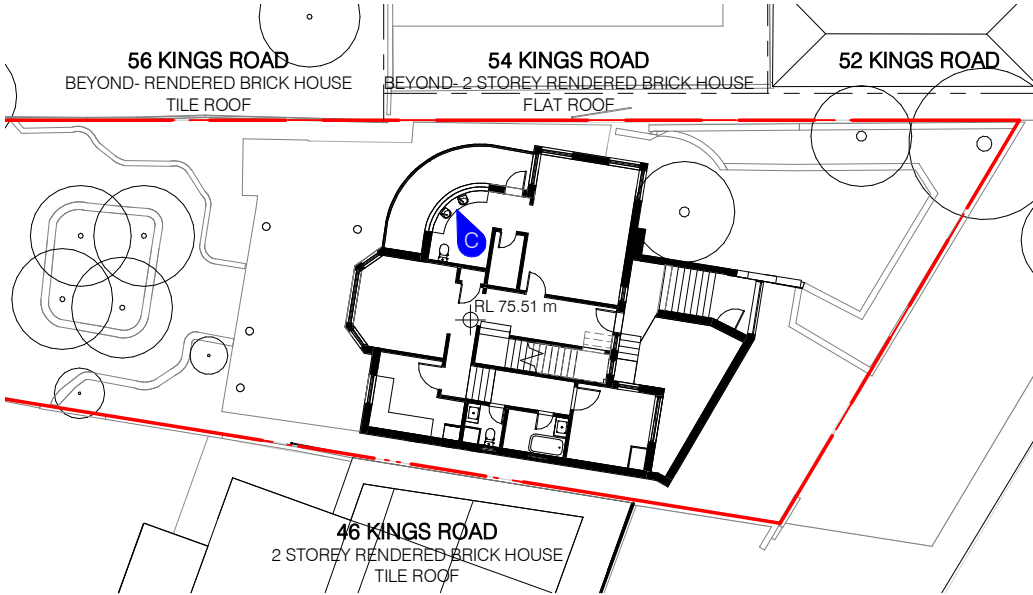 56 KINGS ROAD
BEYOND- RENDERED BRICK HOUSE
TILE ROOF
54 KINGS ROAD
BEYOND- 2 STOREY RENDERED BRICK HOUSE
FLAT ROOF
52 KINGS ROAD
C
RL 75.51 m
46 KINGS ROAD
2 STOREY RENDERED BRICK HOUSE
TILE ROOF